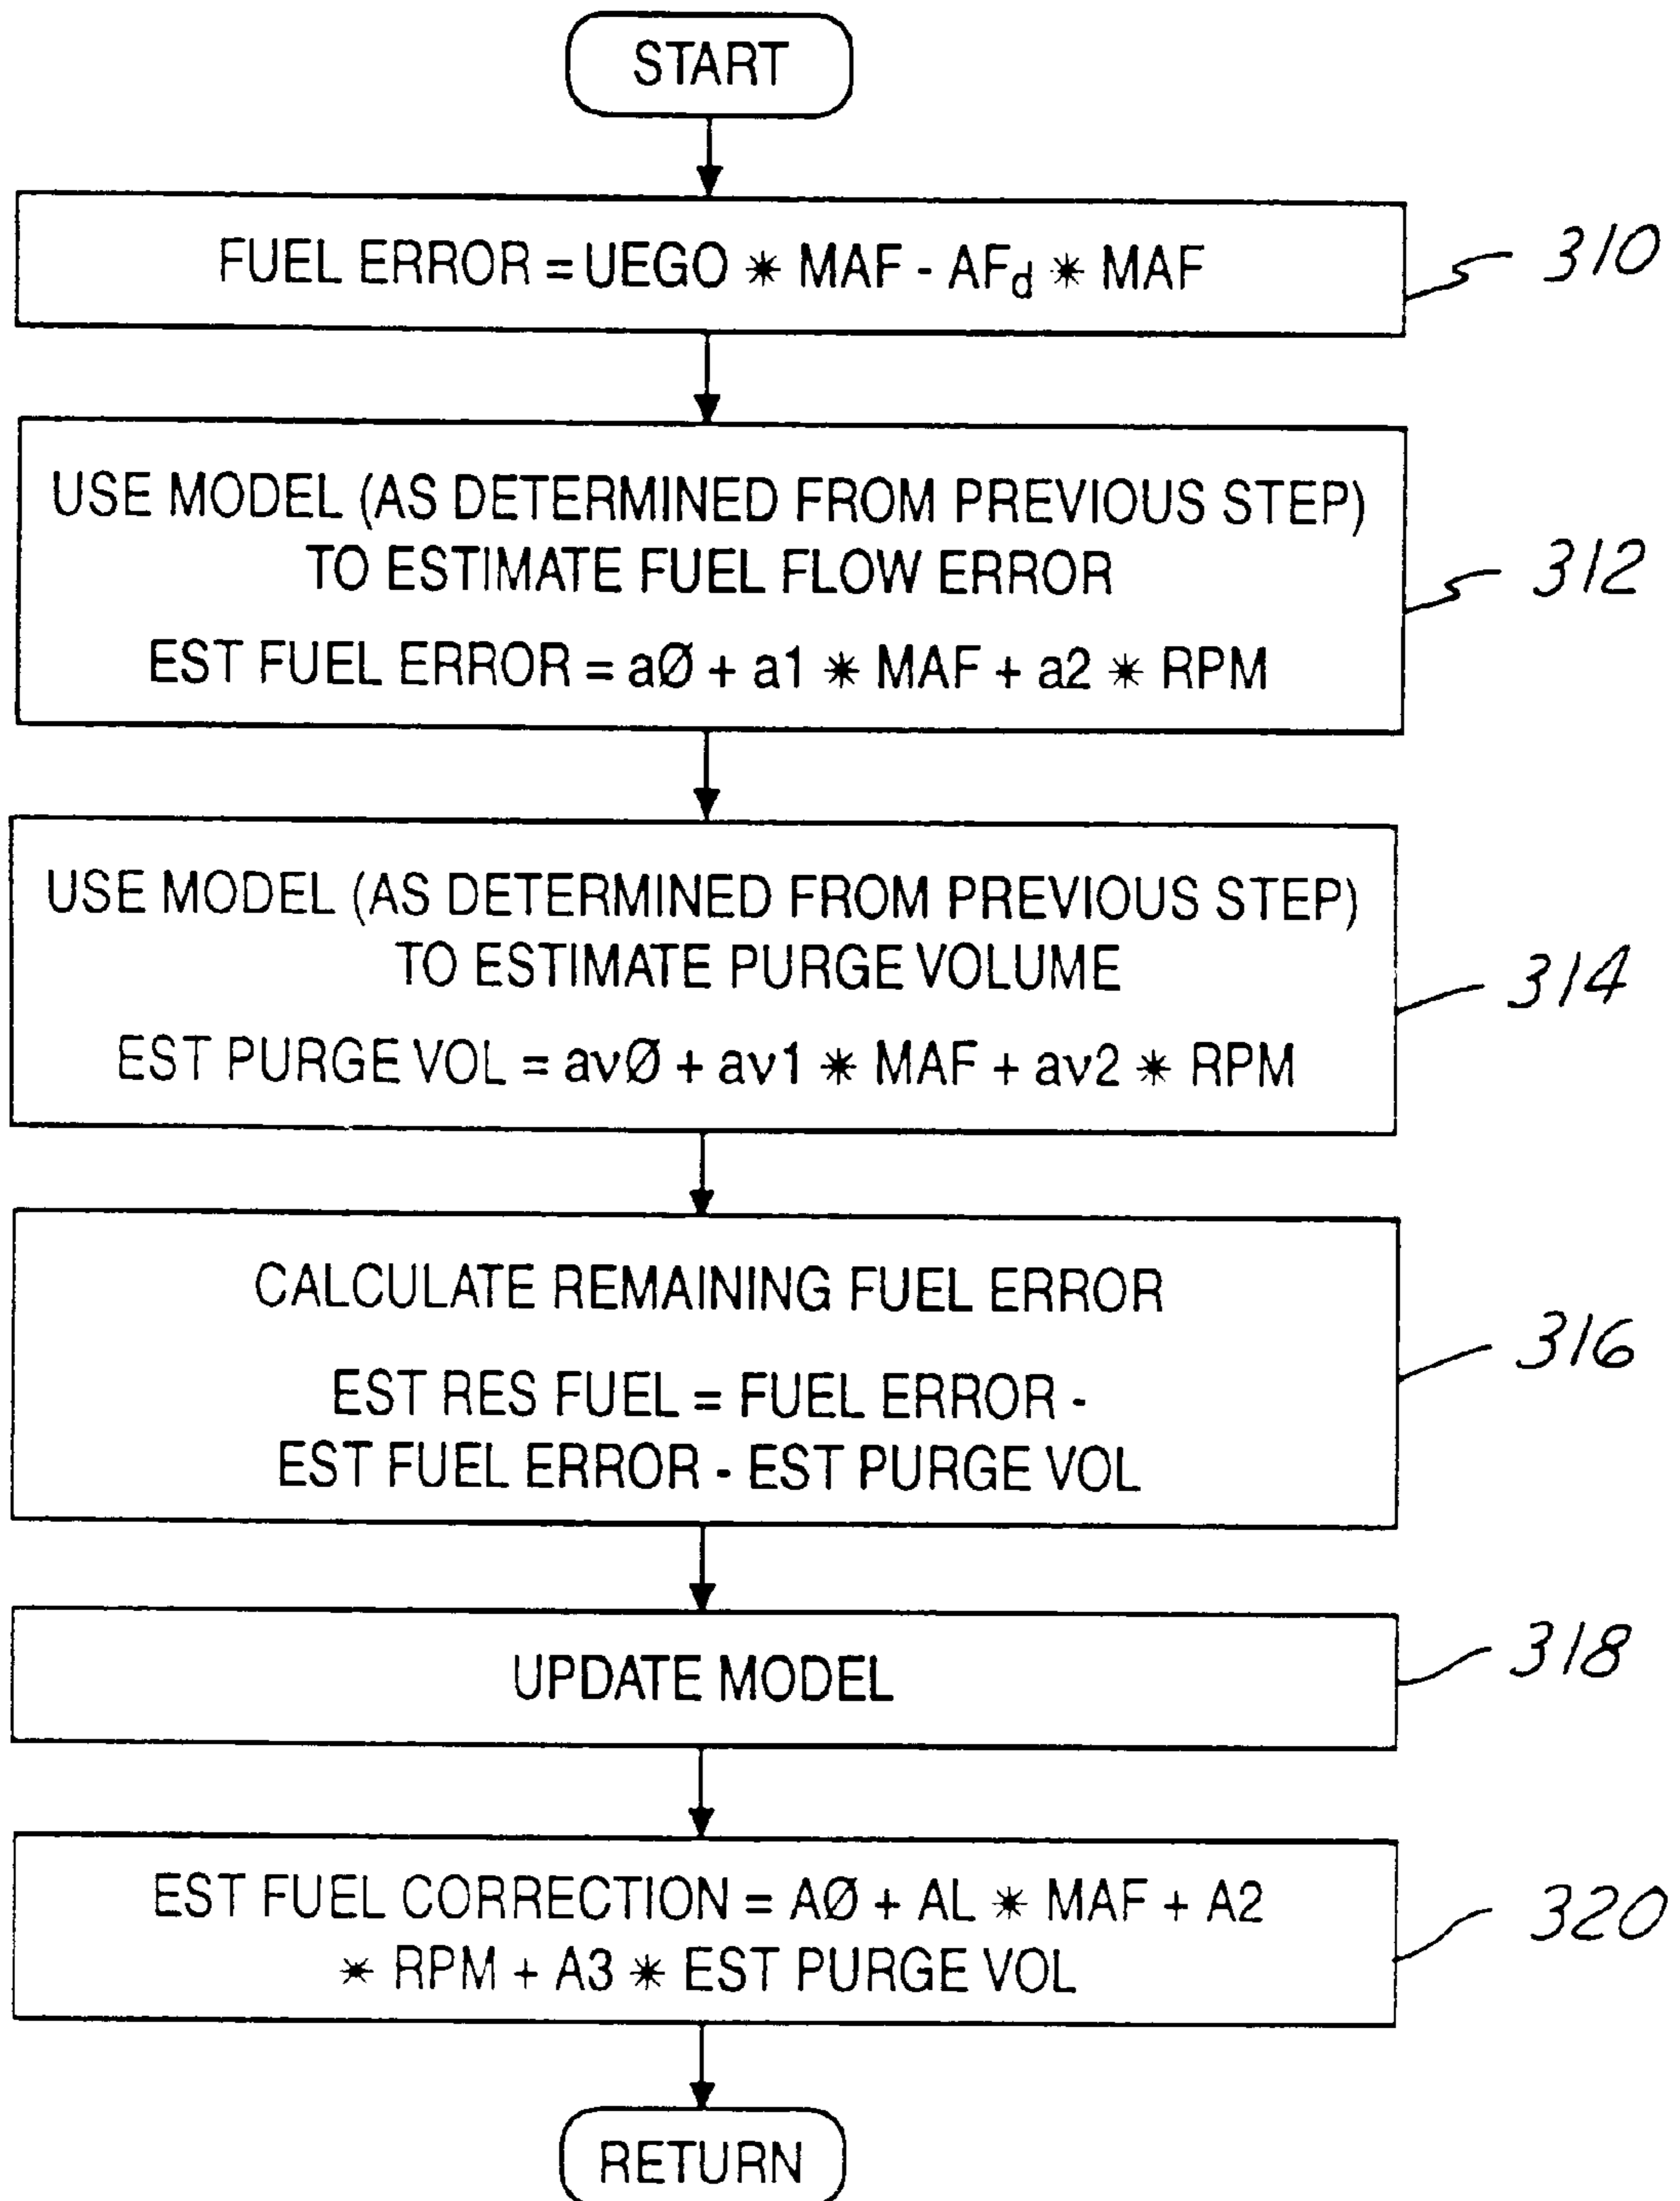 START
FUEL ERROR = UEGO * MAF - AFd * MAF
310
USE MODEL (AS DETERMINED FROM PREVIOUS STEP)
TO ESTIMATE FUEL FLOW ERROR
EST FUEL ERROR = aØ + a1 * MAF + a2 * RPM
312
USE MODEL (AS DETERMINED FROM PREVIOUS STEP)
TO ESTIMATE PURGE VOLUME
EST PURGE VOL = avØ + av1 * MAF + av2 * RPM
314
CALCULATE REMAINING FUEL ERROR
EST RES FUEL = FUEL ERROR -
EST FUEL ERROR - EST PURGE VOL
316
UPDATE MODEL
318
EST FUEL CORRECTION = AØ + AL * MAF + A2
* RPM + A3 * EST PURGE VOL
320
RETURN